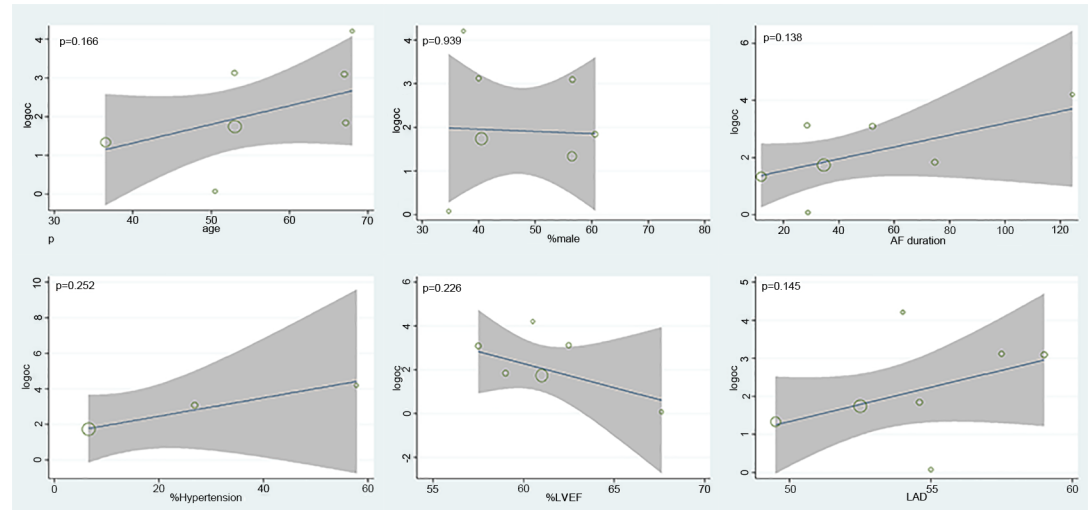 p=0.166
logoc
4
3
2
1
0
30 40 50 60 70
age
p
p=0.939
logoc
4
3
2
1
0
30 40 50 60 70 80
%male
p=0.138
logoc
6
4
2
0
20 40 60 80 100 120
AF duration
p=0.252
logoc
10
8
6
4
2
0
0 20 40 60
%Hypertension
p=0.226
logoc
6
4
2
0
-2
55 60 65 70
%LVEF
p=0.145
logoc
5
4
3
2
1
0
50 55 60
LAD